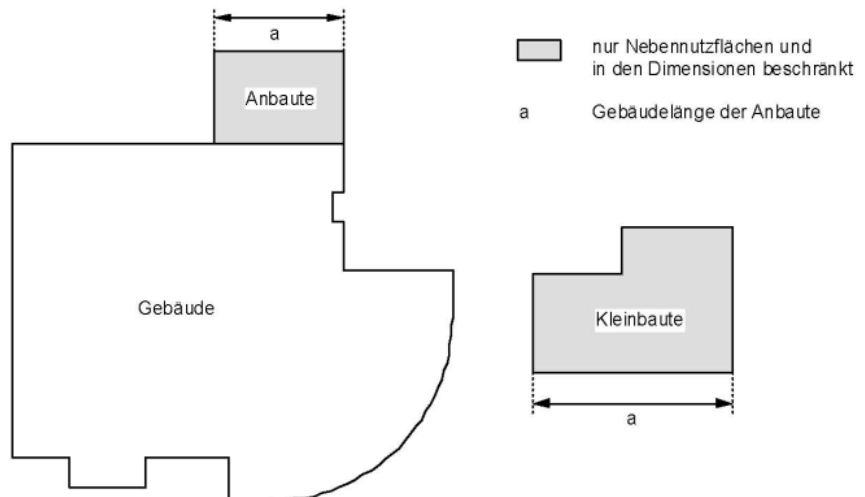 a
Anbaute
nur Nebennutzflächen und
in den Dimensionen beschränkt
a Gebäudelänge der Anbaute
Gebäude
Kleinbaute
a